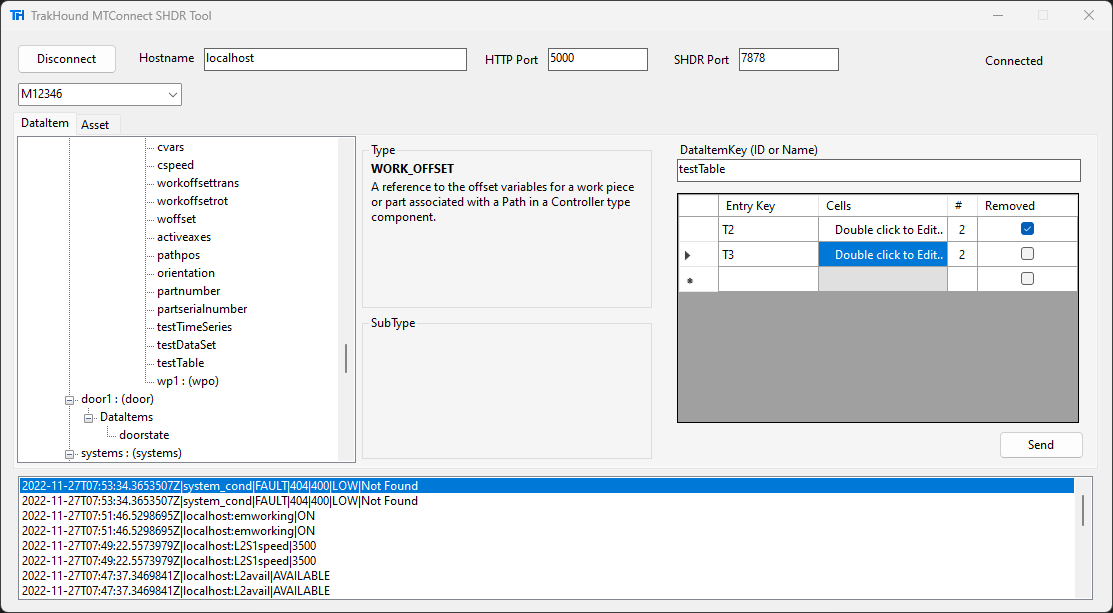 TH TrakHound MTConnect SHDR Tool
Disconnect Hostname localhost HTTP Port 5000 SHDR Port 7878 Connected
M12346
DataItem Asset
cvars
cspeed
workoffsettrans
workoffsetrot
woffset
activeaxes
pathpos
orientation
partnumber
partserialnumber
testTimeSeries
testDataSet
testTable
wp1 : (wpo)
door1 : (door)
DataItems
doorstate
systems : (systems)
Type
WORK_OFFSET
A reference to the offset variables for a work piece
or part associated with a Path in a Controller type
component.
SubType
DataItemKey (ID or Name)
testTable
Entry Key Cells # Removed
T2 Double click to Edit.. 2
T3 Double click to Edit.. 2
Send
2022-11-27T07:53:34.3653507Z|system_cond|FAULT|404|400|LOW|Not Found
2022-11-27T07:53:34.3653507Z|system_cond|FAULT|404|400|LOW|Not Found
2022-11-27T07:51:46.5298695Z|localhost:emworking|ON
2022-11-27T07:51:46.5298695Z|localhost:emworking|ON
2022-11-27T07:49:22.5573979Z|localhost:L2S1speed|3500
2022-11-27T07:49:22.5573979Z|localhost:L2S1speed|3500
2022-11-27T07:47:37.3469841Z|localhost:L2avail|AVAILABLE
2022-11-27T07:47:37.3469841Z|localhost:L2avail|AVAILABLE